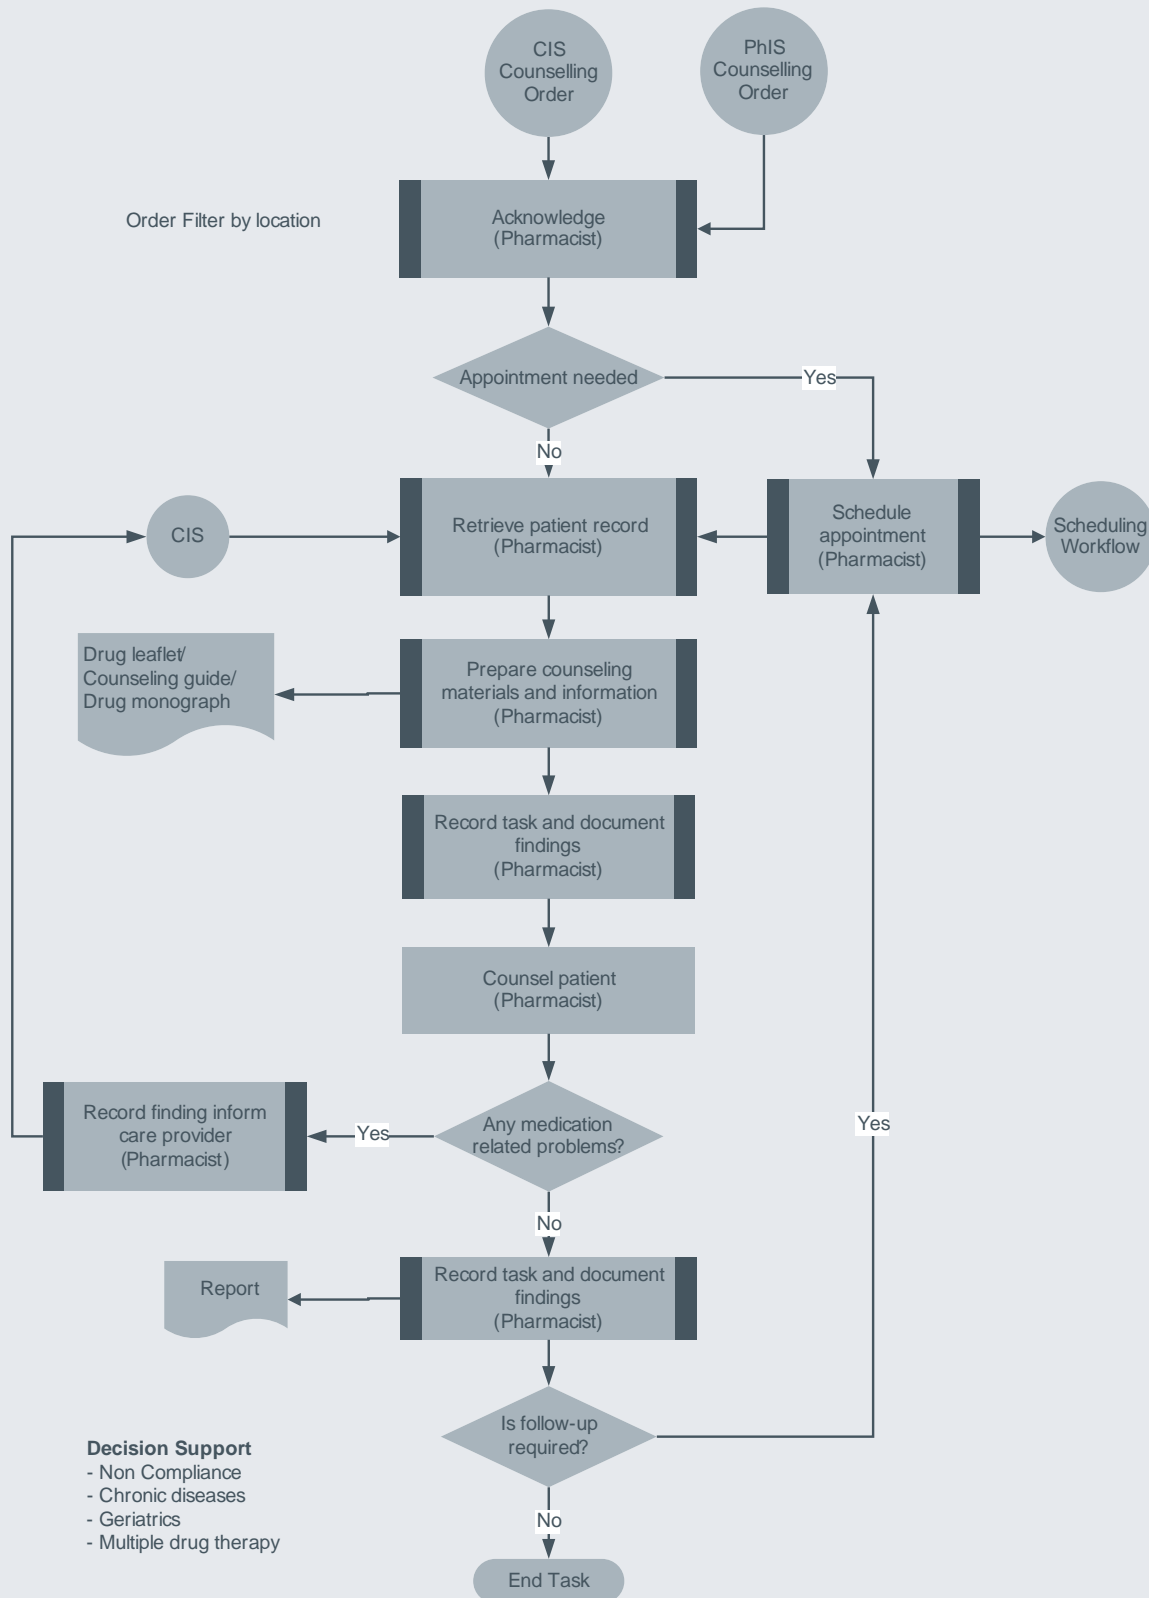 CIS
Counselling
Order
PhIS
Counselling
Order
Order Filter by location
Acknowledge
(Pharmacist)
Appointment needed
Yes
No
CIS
Retrieve patient record
(Pharmacist)
Schedule
appointment
(Pharmacist)
Scheduling
Workflow
Drug leaflet/
Counseling guide/
Drug monograph
Prepare counseling
materials and information
(Pharmacist)
Record task and document
findings
(Pharmacist)
Counsel patient
(Pharmacist)
Record finding inform
care provider
(Pharmacist)
Yes
Any medication
related problems?
Yes
No
Report
Record task and document
findings
(Pharmacist)
Is follow-up
required?
Decision Support
- Non Compliance
- Chronic diseases
- Geriatrics
- Multiple drug therapy
No
End Task